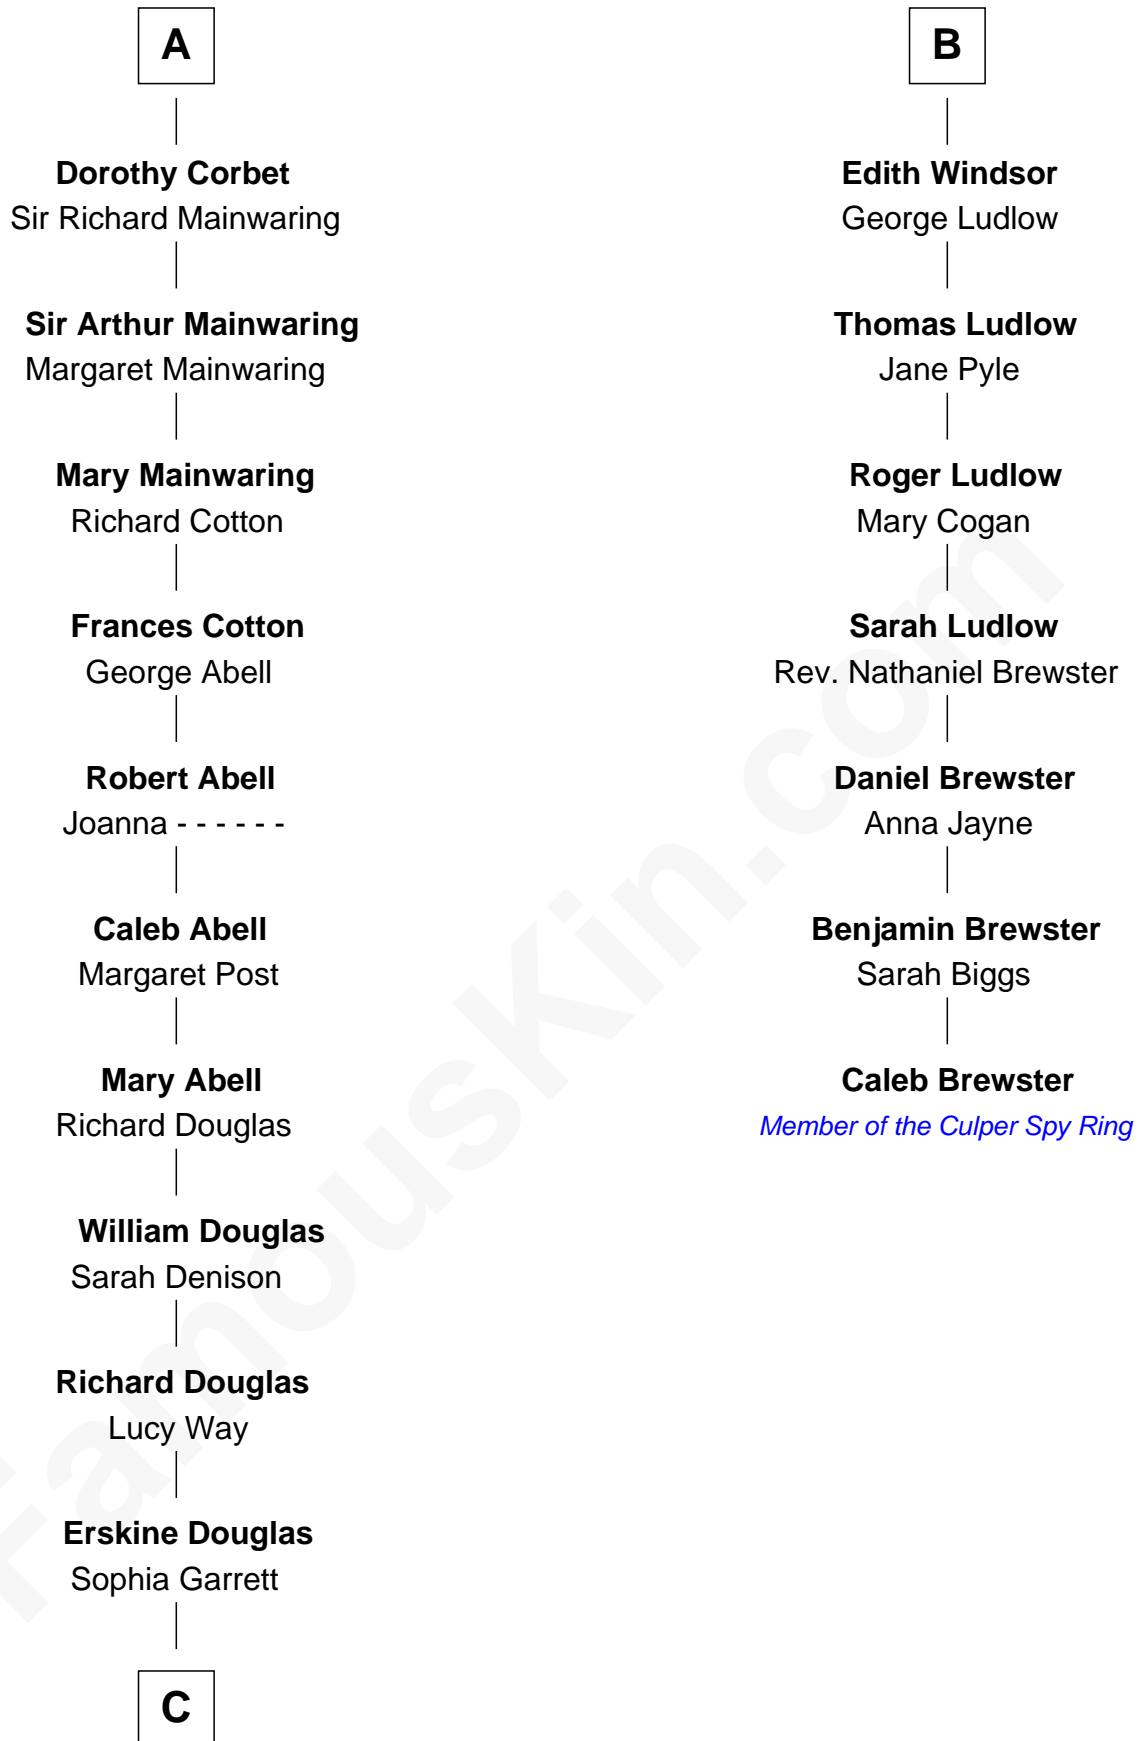 A
Dorothy Corbet
Sir Richard Mainwaring
Sir Arthur Mainwaring
Margaret Mainwaring
Mary Mainwaring
Richard Cotton
Frances Cotton
George Abell
Robert Abell
Joanna - - - - - -
Caleb Abell
Margaret Post
Mary Abell
Richard Douglas
William Douglas
Sarah Denison
Richard Douglas
Lucy Way
Erskine Douglas
Sophia Garrett
C
B
Edith Windsor
George Ludlow
Thomas Ludlow
Jane Pyle
Roger Ludlow
Mary Cogan
Sarah Ludlow
Rev. Nathaniel Brewster
Daniel Brewster
Anna Jayne
Benjamin Brewster
Sarah Biggs
Caleb Brewster
Member of the Culper Spy Ring
FamousKin.com